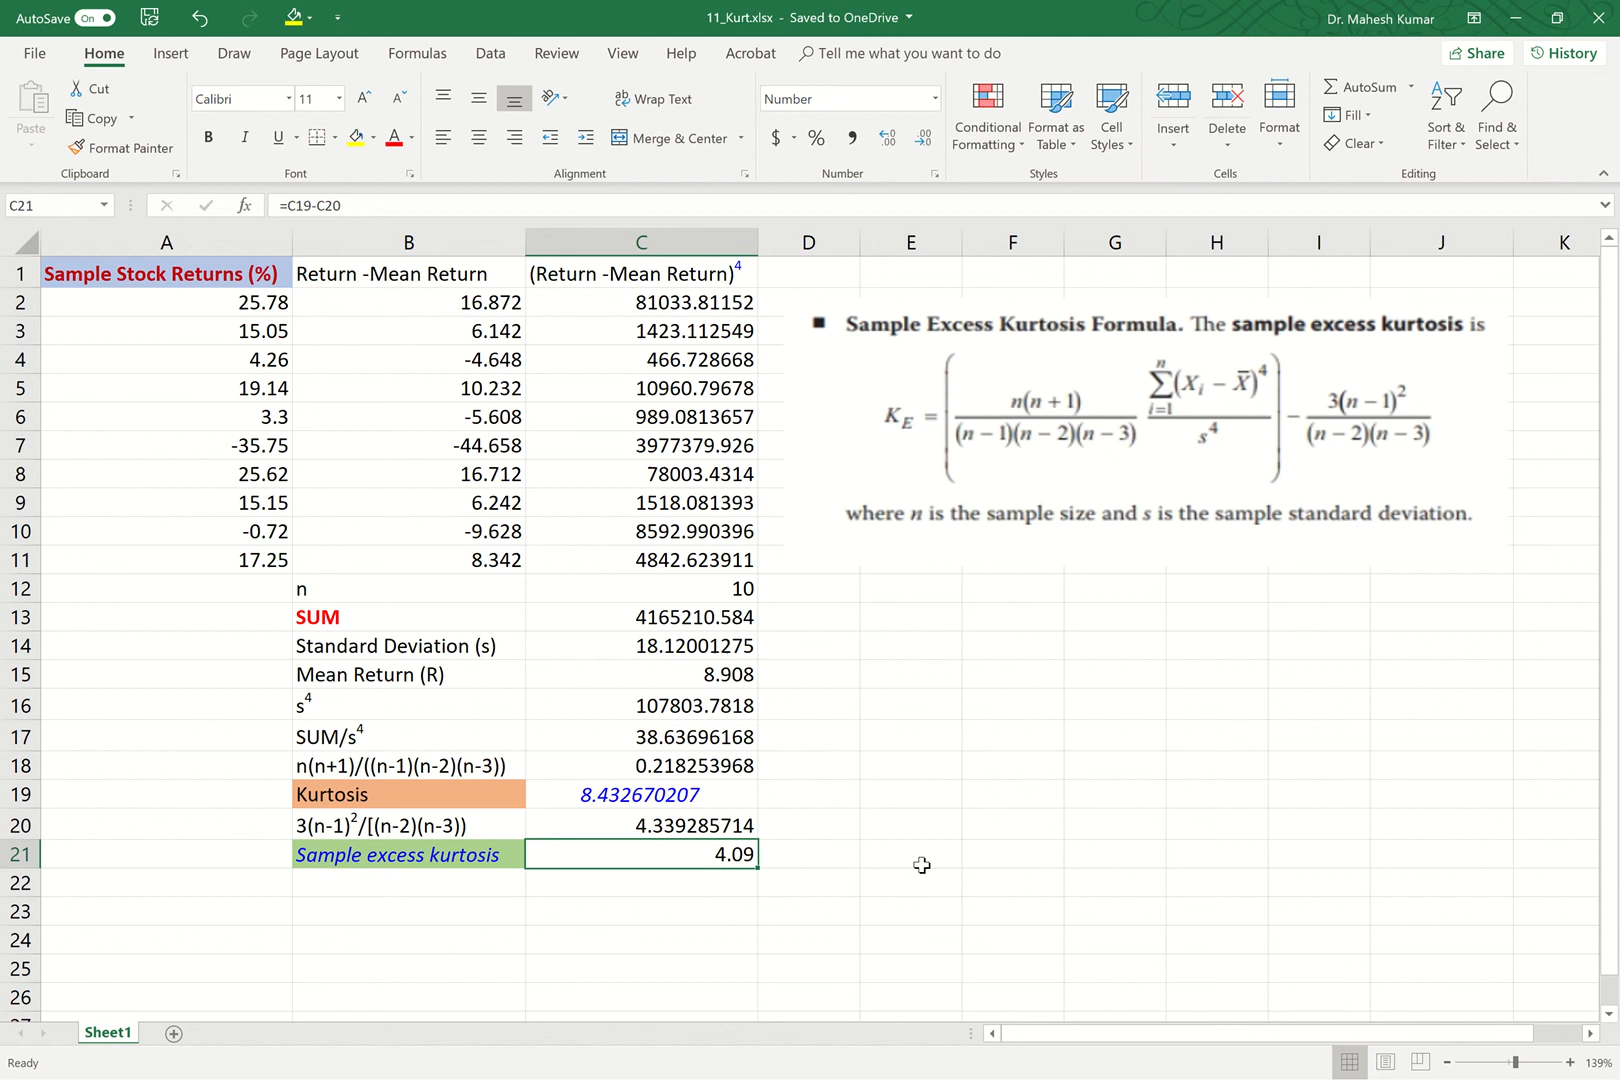 AutoSave On 11_Kurt.xlsx - Saved to OneDrive Dr. Mahesh Kumar
File Home Insert Draw Page Layout Formulas Data Review View Help Acrobat Tell me what you want to do Share History
Paste Cut Copy Format Painter Clipboard
Calibri 11 B I U A Font
ab Wrap Text Merge & Center Alignment
Number $ % , Number
Conditional Formatting Format as Table Cell Styles Styles
Insert Delete Format Cells
AutoSum Fill Clear Sort & Filter Find & Select Editing
C21 fx =C19-C20
A B C D E F G H I J K
1 Sample Stock Returns (%) Return -Mean Return (Return -Mean Return)⁴
2 25.78 16.872 81033.81152
3 15.05 6.142 1423.112549
4 4.26 -4.648 466.728668
5 19.14 10.232 10960.79678
6 3.3 -5.608 989.0813657
7 -35.75 -44.658 3977379.926
8 25.62 16.712 78003.4314
9 15.15 6.242 1518.081393
10 -0.72 -9.628 8592.990396
11 17.25 8.342 4842.623911
12 n 10
13 SUM 4165210.584
14 Standard Deviation (s) 18.12001275
15 Mean Return (R) 8.908
16 s⁴ 107803.7818
17 SUM/s⁴ 38.63696168
18 n(n+1)/((n-1)(n-2)(n-3)) 0.218253968
19 Kurtosis 8.432670207
20 3(n-1)²/[(n-2)(n-3)) 4.339285714
21 Sample excess kurtosis 4.09
22
23
24
25
26
■ Sample Excess Kurtosis Formula. The sample excess kurtosis is
K_E = ( n(n + 1) / (n − 1)(n − 2)(n − 3) n∑i=1 (X_i − X̄)⁴ / s⁴ ) − 3(n − 1)² / (n − 2)(n − 3)
where n is the sample size and s is the sample standard deviation.
Sheet1
Ready 139%